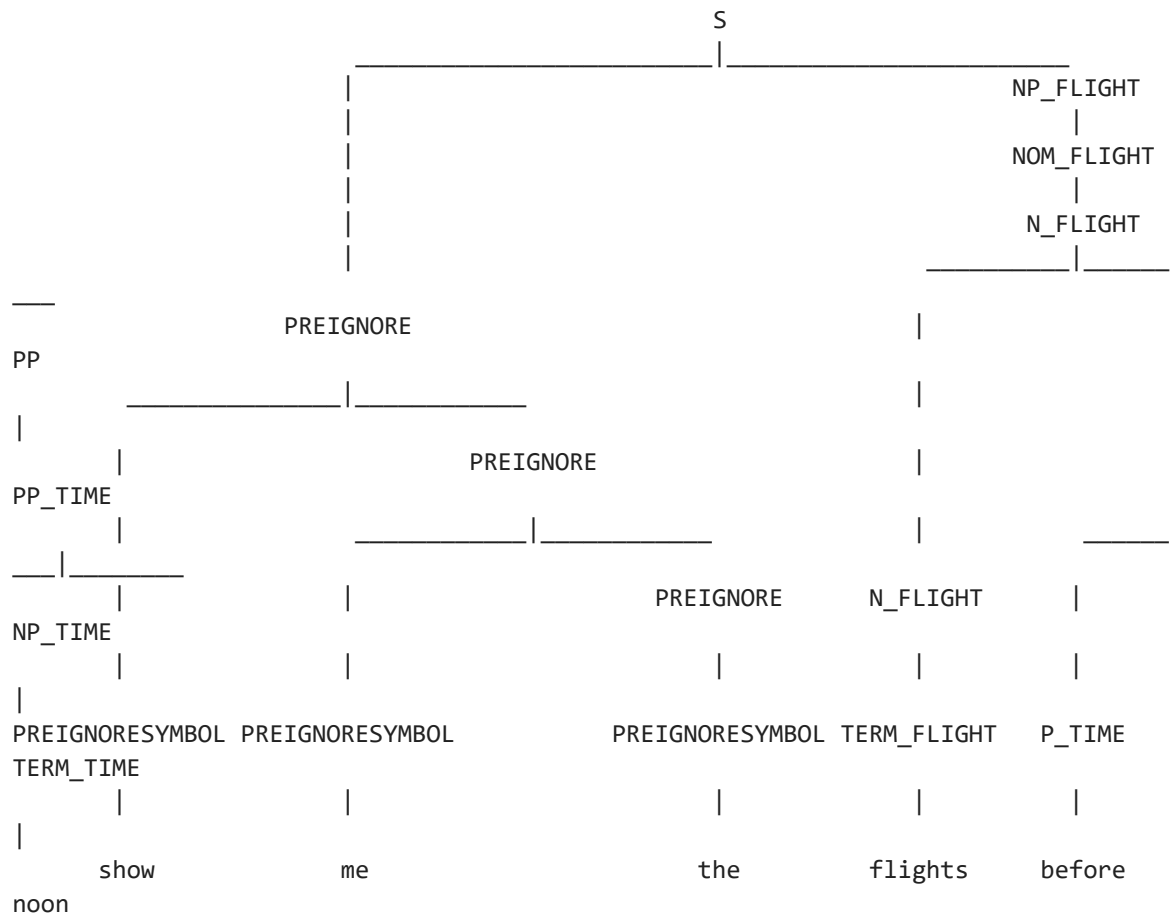 S
NP_FLIGHT
NOM_FLIGHT
N_FLIGHT
PREIGNORE
PP
PREIGNORE
PP_TIME
PREIGNORE N_FLIGHT
NP_TIME
PREIGNORESYMBOL PREIGNORESYMBOL PREIGNORESYMBOL TERM_FLIGHT P_TIME
TERM_TIME
show me the flights before
noon